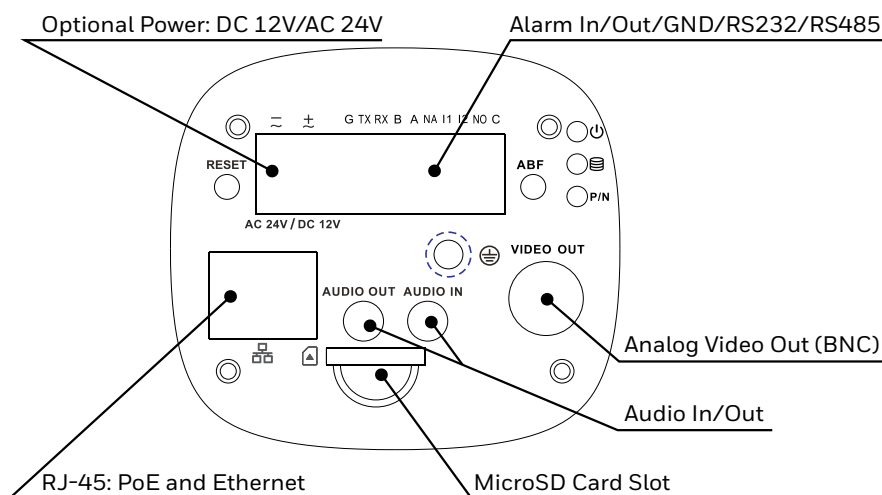 Optional Power: DC 12V/AC 24V
Alarm In/Out/GND/RS232/RS485
G TX RX B A NA I1 I2 NO C
RESET
ABF
P/N
AC 24V / DC 12V
VIDEO OUT
AUDIO OUT AUDIO IN
Analog Video Out (BNC)
Audio In/Out
RJ-45: PoE and Ethernet
MicroSD Card Slot